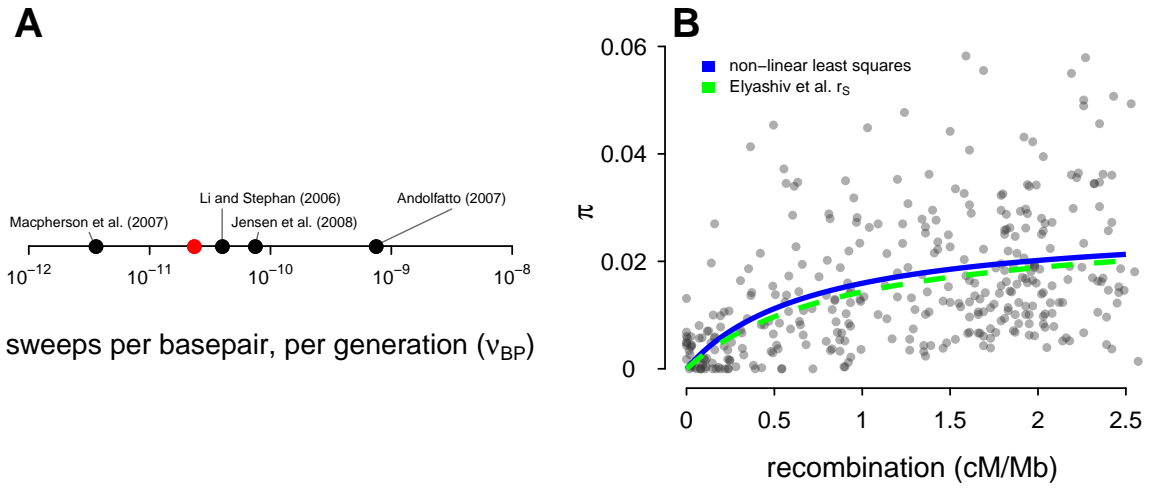 A
Macpherson et al. (2007)
Li and Stephan (2006)
Jensen et al. (2008)
Andolfatto (2007)
10−12 10−11 10−10 10−9 10−8
sweeps per basepair, per generation (νBP)
B
non−linear least squares
Elyashiv et al. rS
π
0.06
0.04
0.02
0
0 0.5 1 1.5 2 2.5
recombination (cM/Mb)